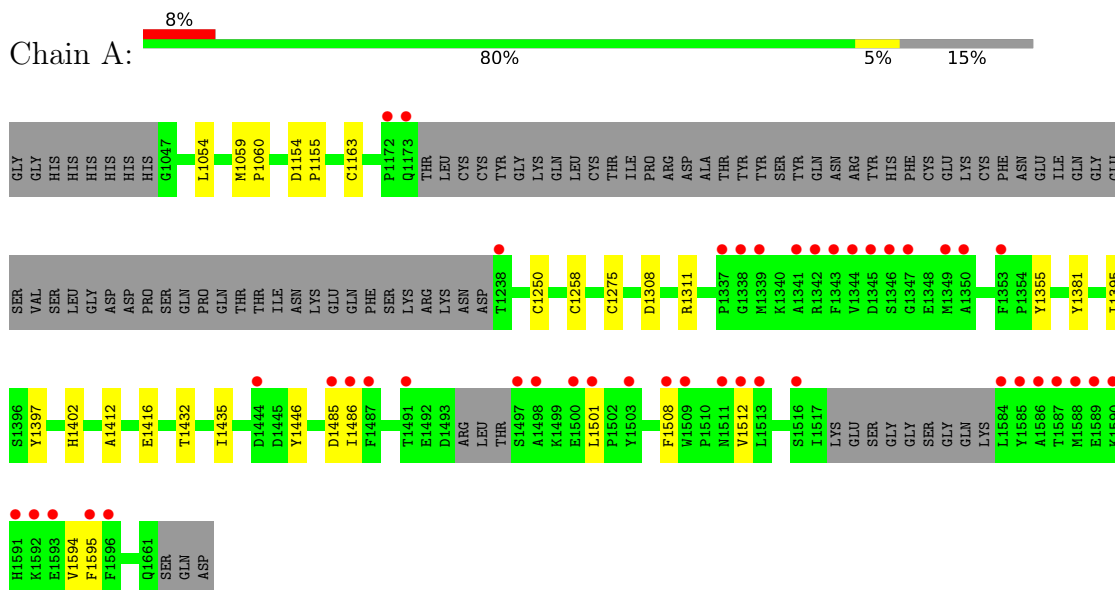 8%
Chain A:
80% 5% 15%
GLY GLY HIS HIS HIS HIS HIS HIS G1047 L1054 M1059 P1060 D1154 P1155 C1163 P1172 Q1173 THR LEU CYS CYS TYR GLY LYS GLN LEU CYS THR ILE PRO ARG ASP ALA THR TYR TYR SER TYR GLN ASN ARG TYR HIS PHE CYS GLU LYS CYS PHE ASN GLU ILE GLN GLY GLU
SER VAL SER LEU GLY ASP ASP PRO SER GLN PRO GLN THR THR ILE ASN LYS GLU GLN PHE SER LYS ARG LYS ASN ASP T1238 C1250 C1258 C1275 D1308 R1311 P1337 G1338 M1339 K1340 A1341 R1342 F1343 V1344 D1345 S1346 G1347 E1348 M1349 A1350 F1353 P1354 Y1355 Y1381 I1395
S1396 Y1397 H1402 A1412 E1416 T1432 I1435 D1444 D1445 Y1446 D1485 I1486 F1487 T1491 E1492 D1493 ARG LEU THR S1497 A1498 K1499 E1500 L1501 P1502 Y1503 F1508 W1509 P1510 N1511 V1512 L1513 S1516 I1517 LYS GLU SER GLY GLY SER GLY GLN LYS L1584 Y1585 A1586 T1587 M1588 E1589 K1590
H1591 K1592 E1593 V1594 F1595 F1596 Q1661 SER GLN ASP